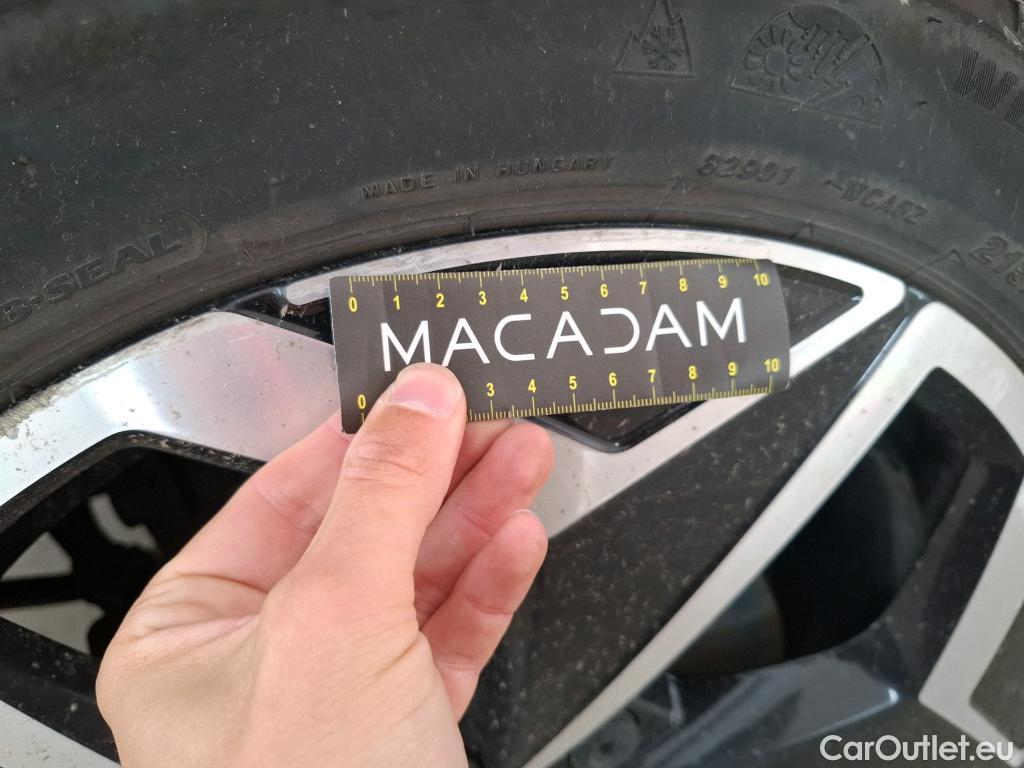 MADE IN HUNGARY
82901
WCA5Z
B-SEAL
0 1 2 3 4 5 6 7 8 9 10
MACADAM
0 3 4 5 6 7 8 9 10
CarOutlet.eu